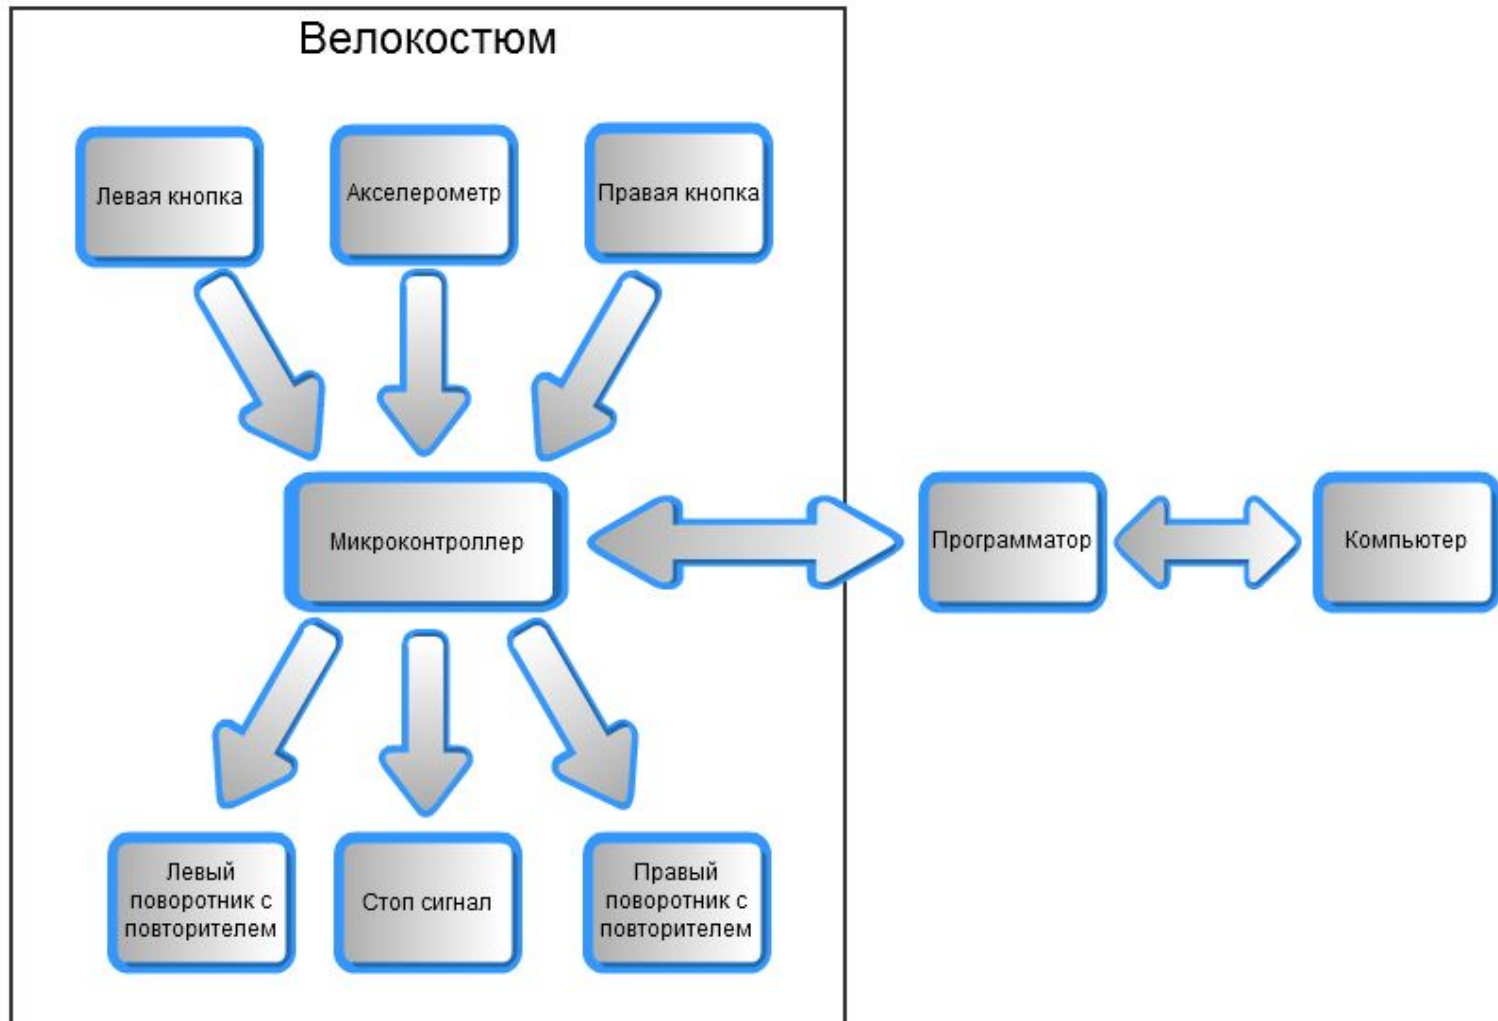 Велокостюм
Левая кнопка
Акселерометр
Правая кнопка
Микроконтроллер
Программатор
Компьютер
Левый
поворотник с
повторителем
Стоп сигнал
Правый
поворотник с
повторителем